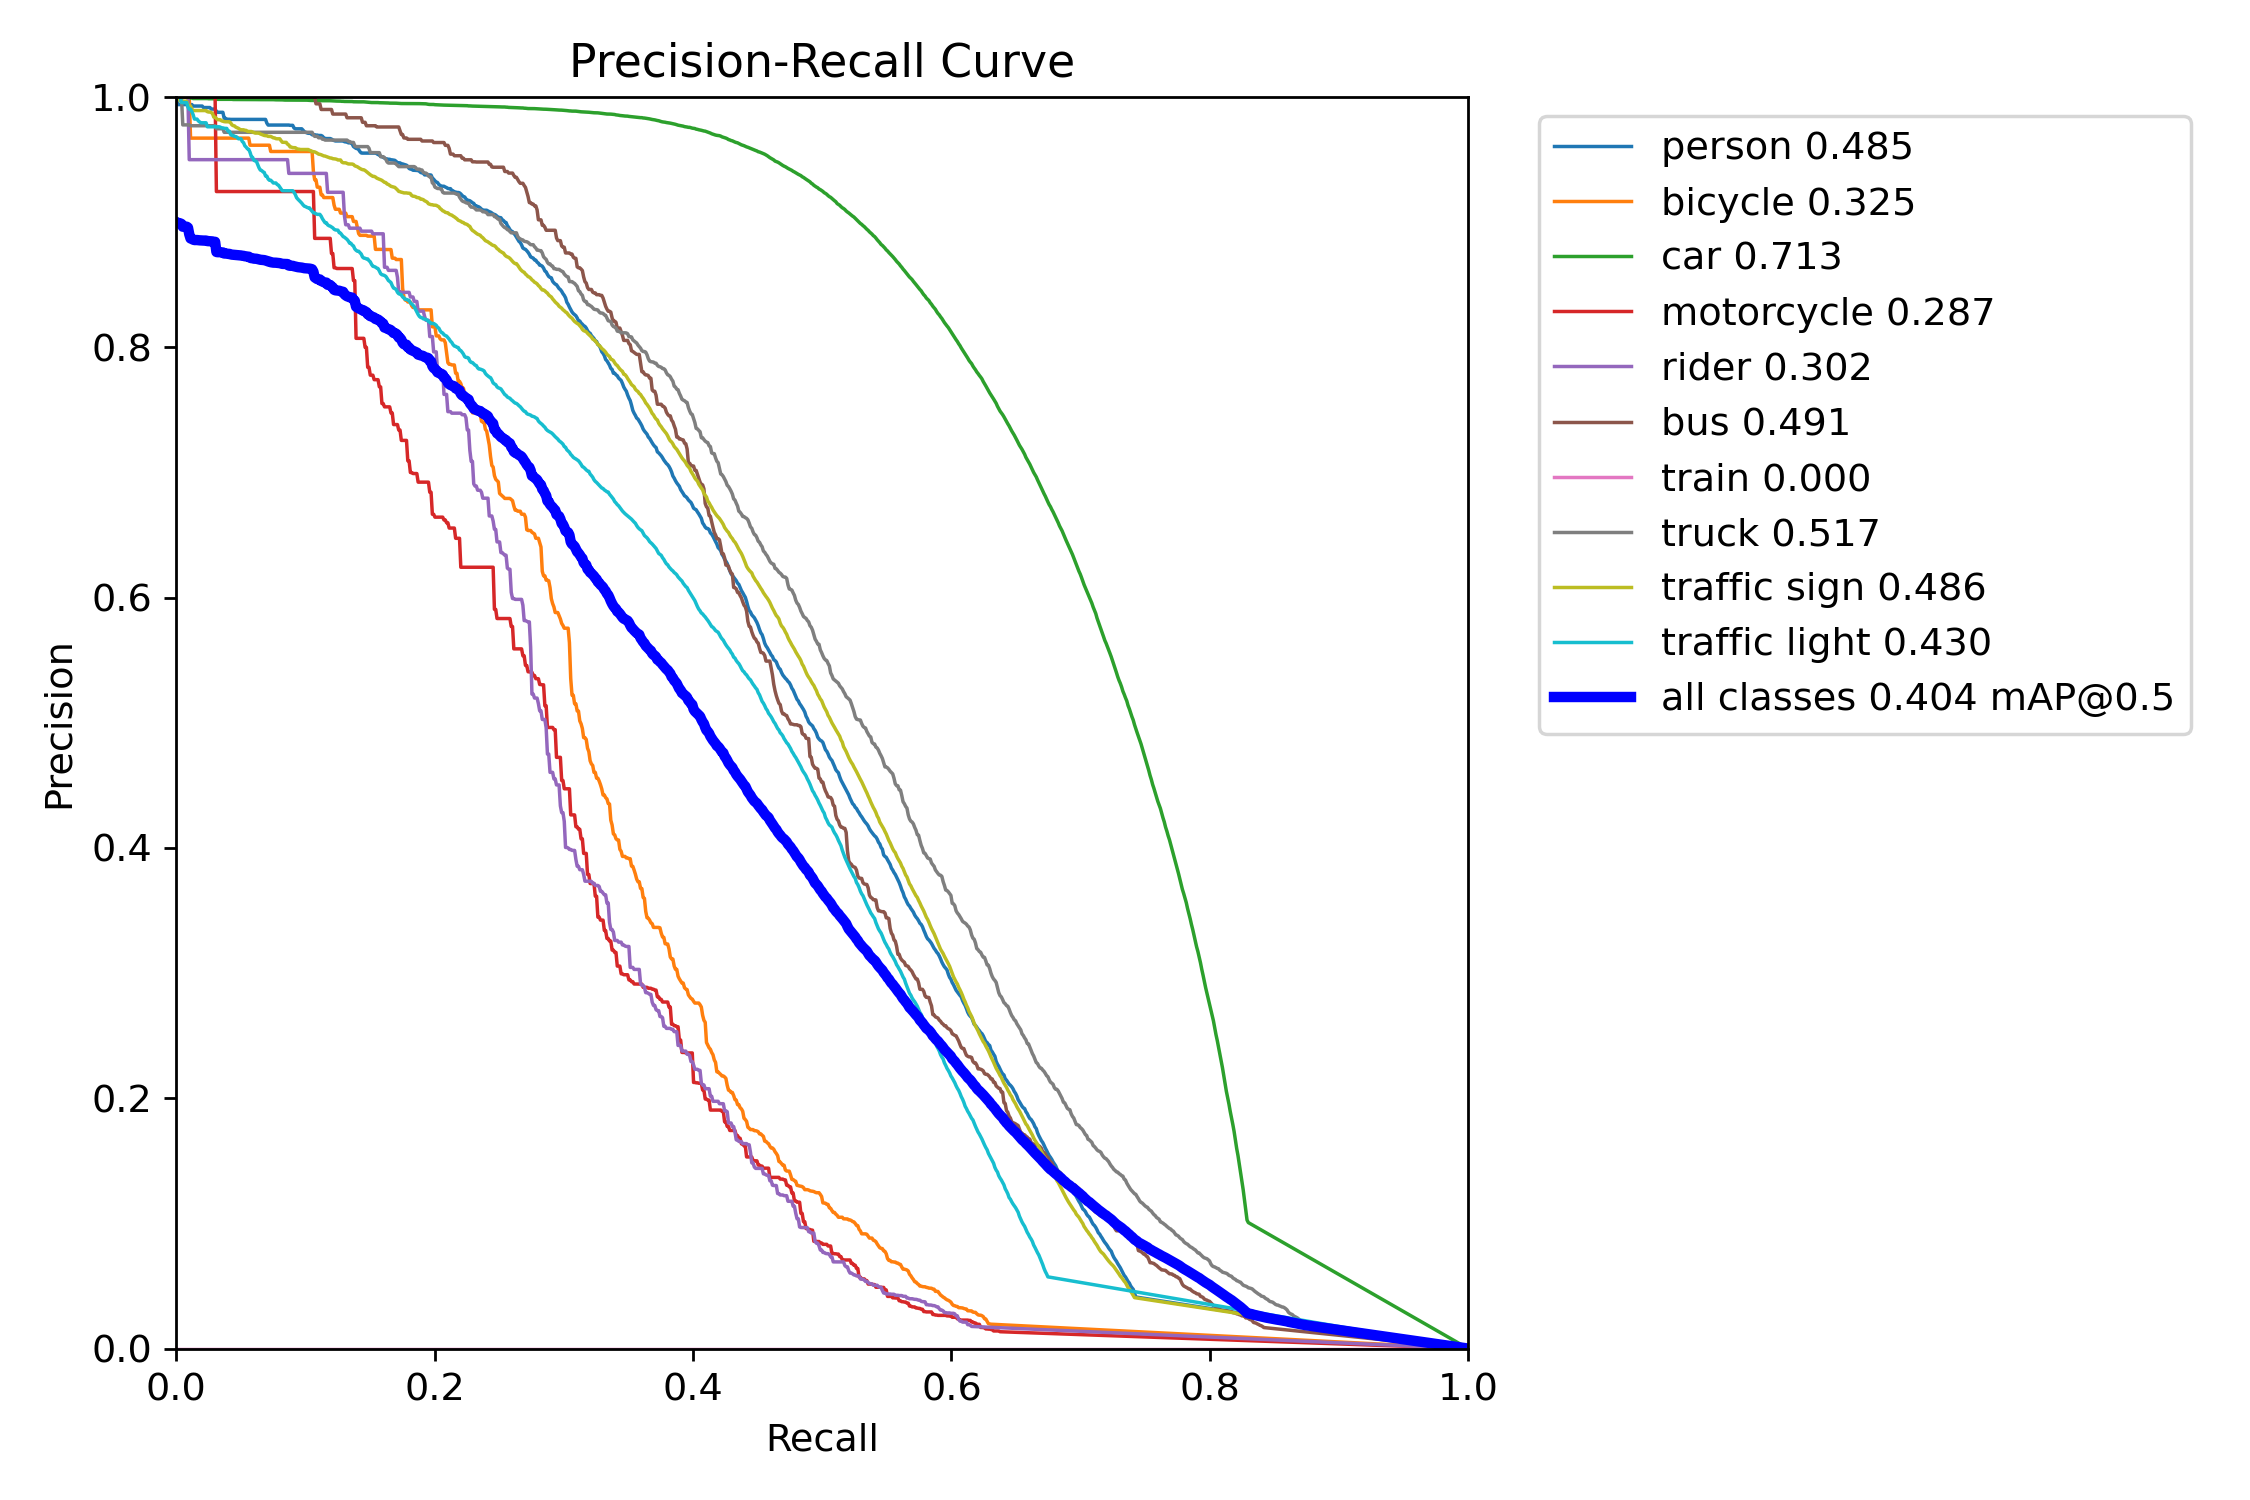 Precision-Recall Curve
1.0
0.8
0.6
0.4
0.2
0.0
Precision
0.0 0.2 0.4 0.6 0.8 1.0
Recall
person 0.485
bicycle 0.325
car 0.713
motorcycle 0.287
rider 0.302
bus 0.491
train 0.000
truck 0.517
traffic sign 0.486
traffic light 0.430
all classes 0.404 mAP@0.5